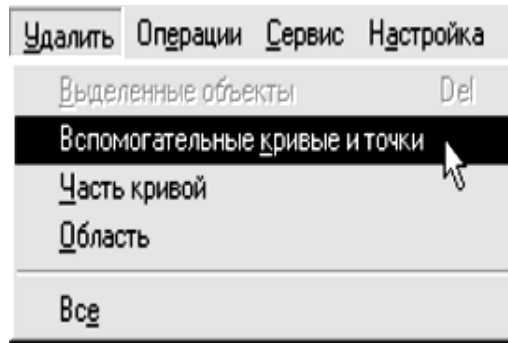 Удалить Операции Сервис Настройка
Выделенные объекты Del
Вспомогательные кривые и точки
Часть кривой
Область
Все